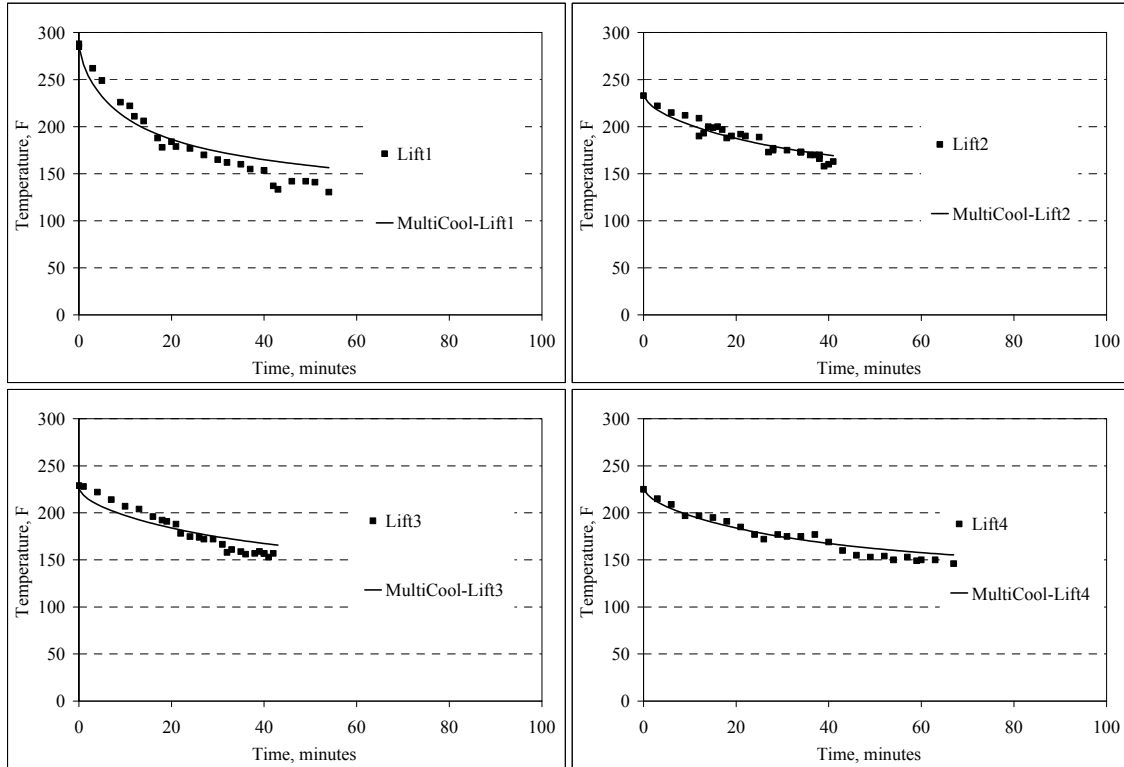 300
250
200
150
100
50
0
Temperature, F
0 20 40 60 80 100
Time, minutes
Lift1
MultiCool-Lift1
300
250
200
150
100
50
0
Temperature, F
0 20 40 60 80 100
Time, minutes
Lift2
MultiCool-Lift2
300
250
200
150
100
50
0
Temperature, F
0 20 40 60 80 100
Time, minutes
Lift3
MultiCool-Lift3
300
250
200
150
100
50
0
Temperature, F
0 20 40 60 80 100
Time, minutes
Lift4
MultiCool-Lift4